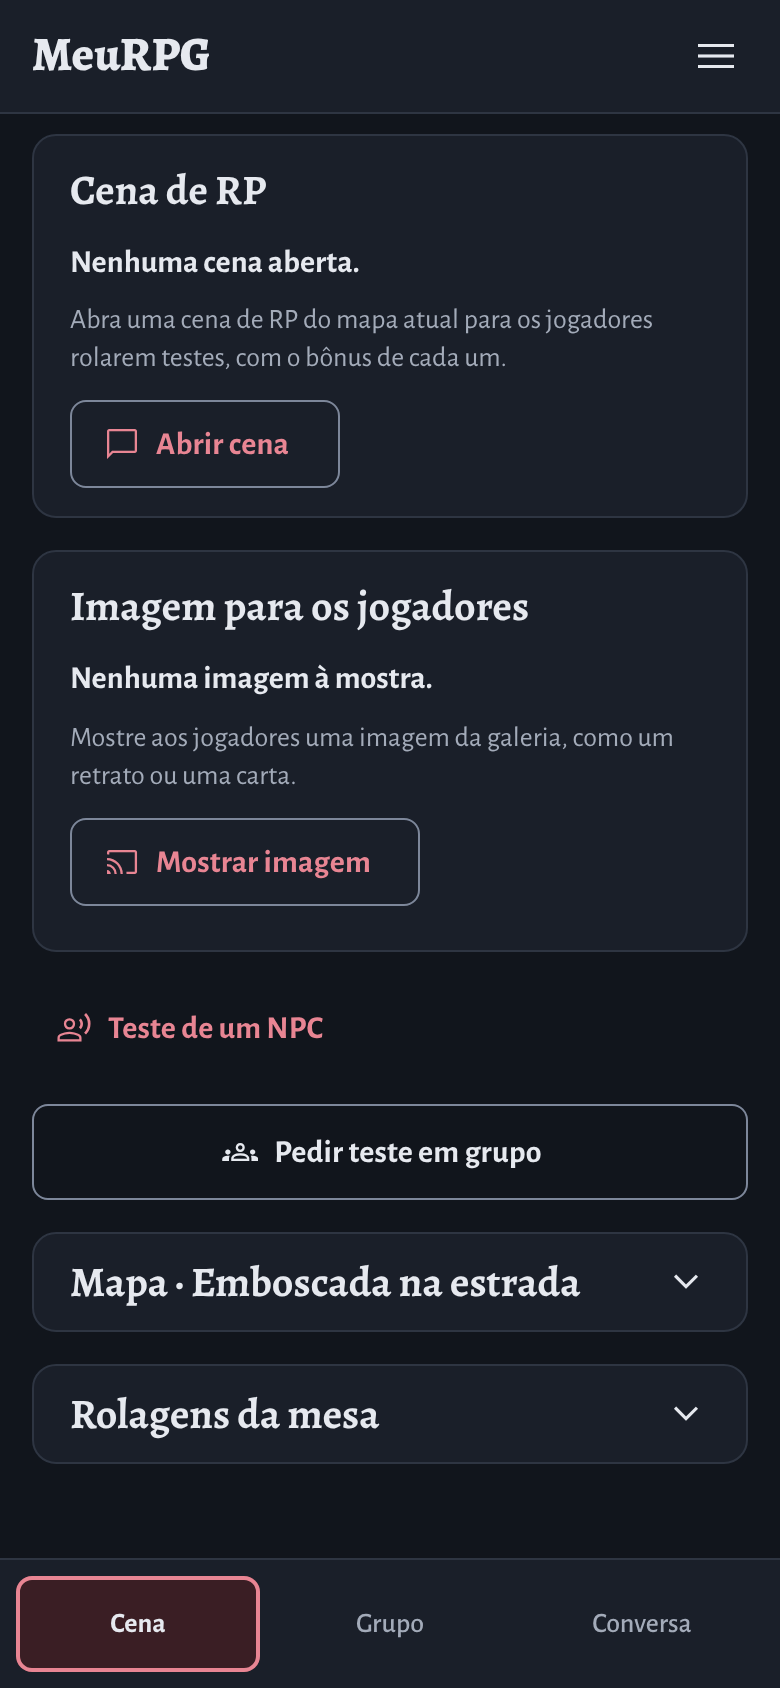 MeuRPG
Cena de RP
Nenhuma cena aberta.
Abra uma cena de RP do mapa atual para os jogadores
rolarem testes, com o bônus de cada um.
Abrir cena
Imagem para os jogadores
Nenhuma imagem à mostra.
Mostre aos jogadores uma imagem da galeria, como um
retrato ou uma carta.
Mostrar imagem
Teste de um NPC
Pedir teste em grupo
Mapa · Emboscada na estrada
Rolagens da mesa
Cena
Grupo
Conversa